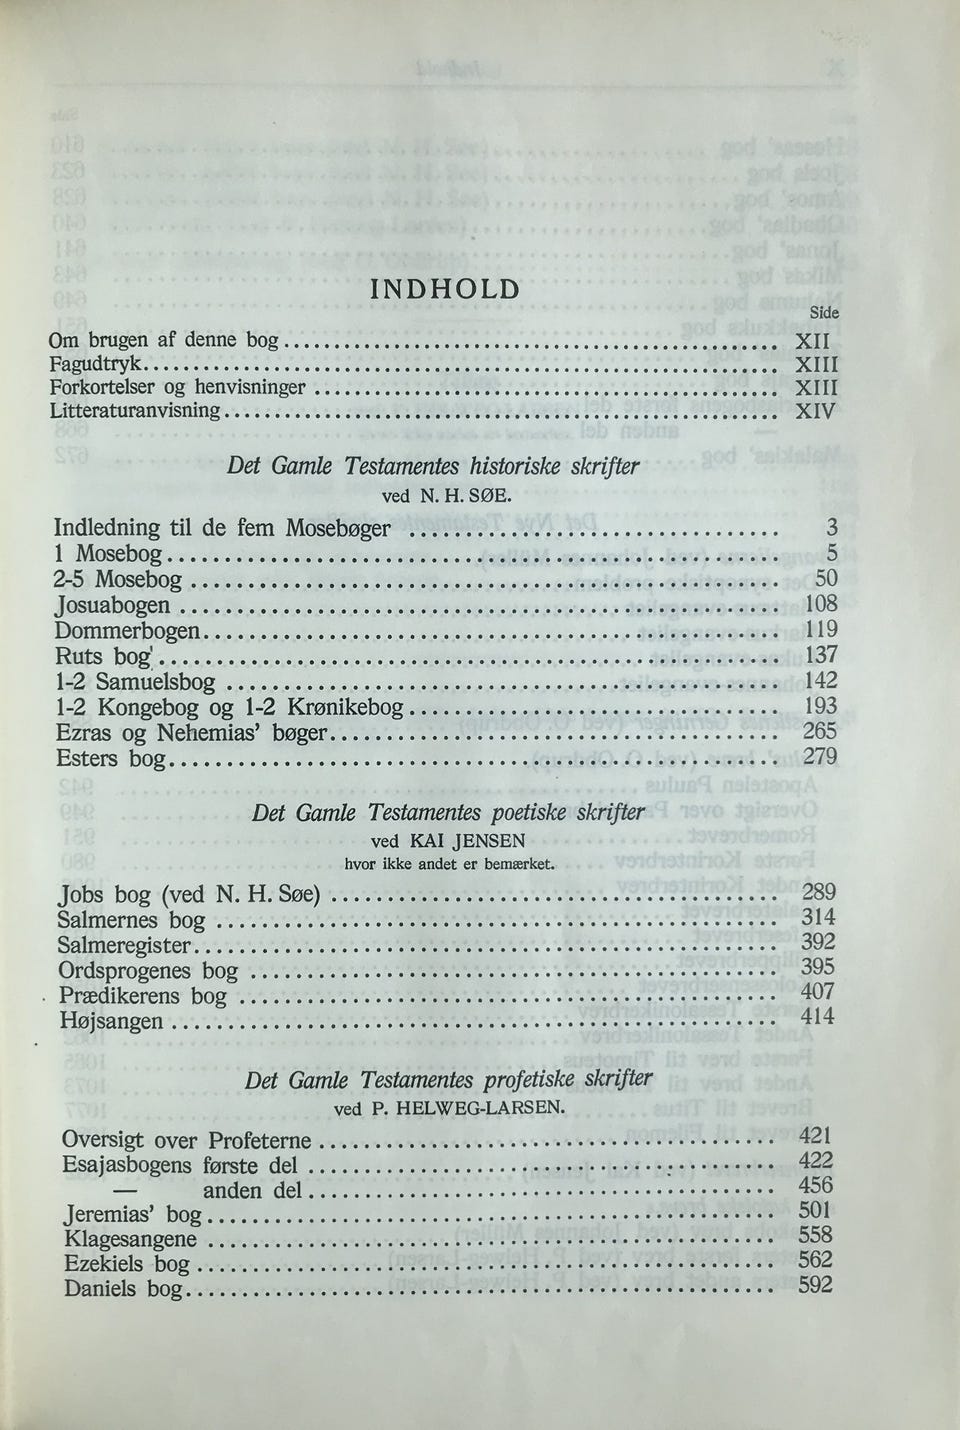 INDHOLD
Side
Om brugen af denne bog ........ XII
Fagudtryk ........ XIII
Forkortelser og henvisninger ........ XIII
Litteraturanvisning ........ XIV
Det Gamle Testamentes historiske skrifter
ved N. H. SØE.
Indledning til de fem Mosebøger ........ 3
1 Mosebog ........ 5
2-5 Mosebog ........ 50
Josuabogen ........ 108
Dommerbogen ........ 119
Ruts bog ........ 137
1-2 Samuelsbog ........ 142
1-2 Kongebog og 1-2 Krønikebog ........ 193
Ezras og Nehemias' bøger ........ 265
Esters bog ........ 279
Det Gamle Testamentes poetiske skrifter
ved KAI JENSEN
hvor ikke andet er bemærket.
Jobs bog (ved N. H. Søe) ........ 289
Salmernes bog ........ 314
Salmeregister ........ 392
Ordsprogenes bog ........ 395
Prædikerens bog ........ 407
Højsangen ........ 414
Det Gamle Testamentes profetiske skrifter
ved P. HELWEG-LARSEN.
Oversigt over Profeterne ........ 421
Esajasbogens første del ........ 422
— anden del ........ 456
Jeremias' bog ........ 501
Klagesangene ........ 558
Ezekiels bog ........ 562
Daniels bog ........ 592